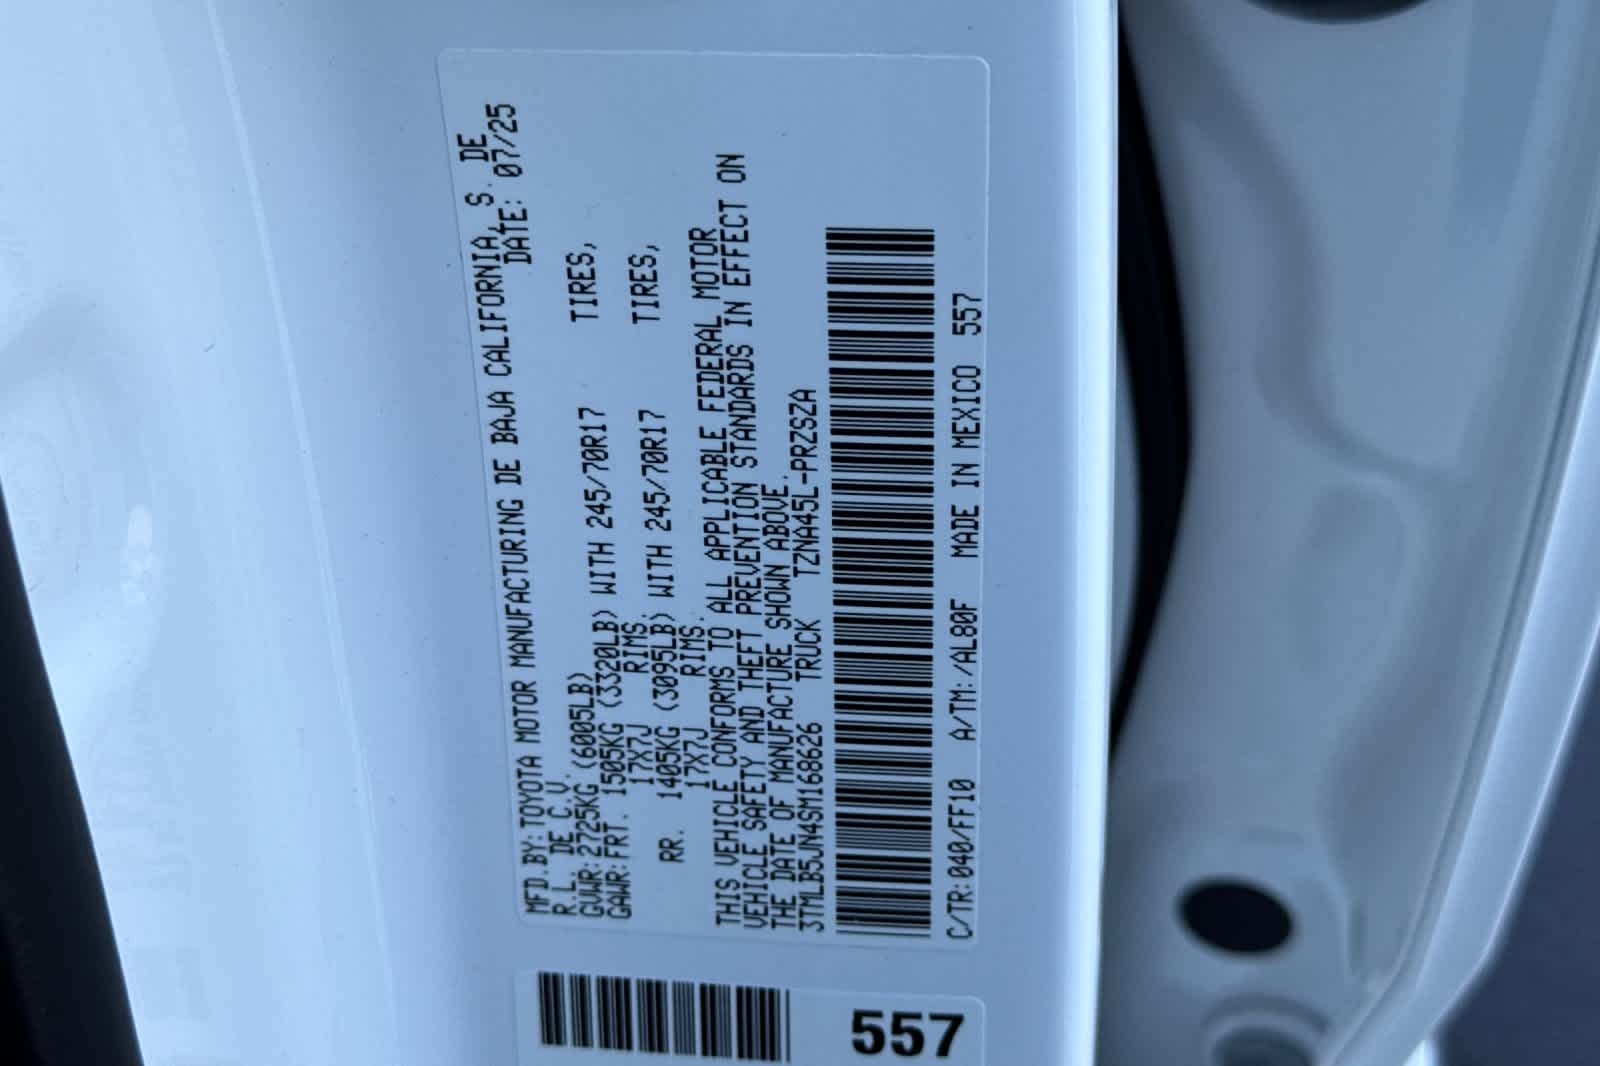 MFD.BY:TOYOTA MOTOR MANUFACTURING DE BAJA CALIFORNIA, S. DE
R.L. DE C.V. DATE: 07/25
GVWR:2725KG (6005LB)
GAWR:FRT. 1505KG (3320LB) WITH 245/70R17 TIRES,
17X7J RIMS.
RR. 1405KG (3095LB) WITH 245/70R17 TIRES,
17X7J RIMS.
THIS VEHICLE CONFORMS TO ALL APPLICABLE FEDERAL MOTOR
VEHICLE SAFETY AND THEFT PREVENTION STANDARDS IN EFFECT ON
THE DATE OF MANUFACTURE SHOWN ABOVE.
3TMLB5JN4SM168626 TRUCK TZNA45L-PRZSZA
C/TR:040/FF10 A/TM:/AL80F MADE IN MEXICO 557
557